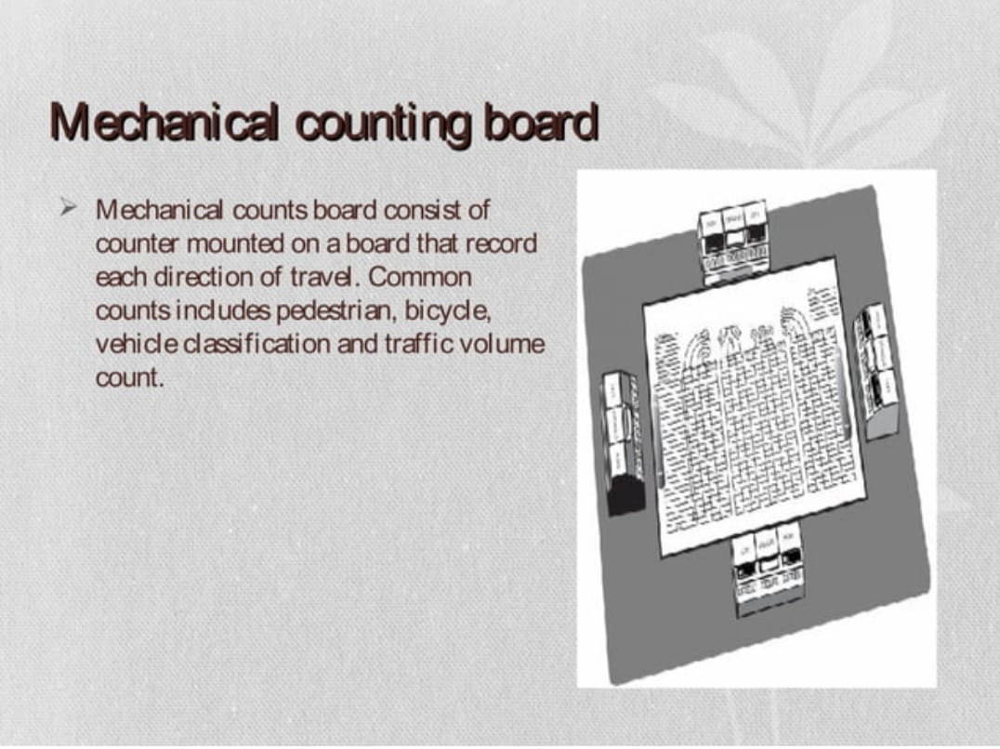 Mechanical counting board
Mechanical counts board consist of
counter mounted on a board that record
each direction of travel. Common
counts includes pedestrian, bicycle,
vehicle classification and traffic volume
count.